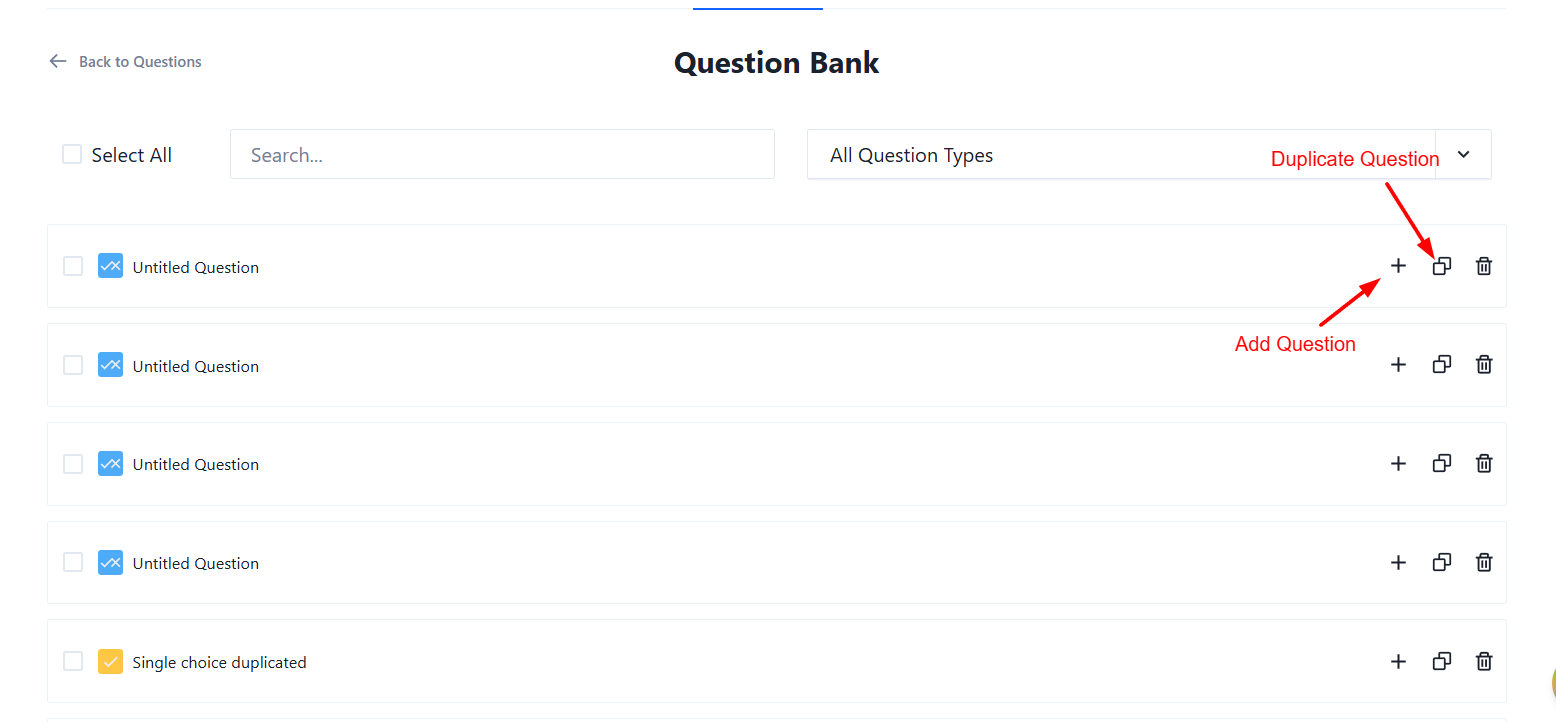 Back to Questions
Question Bank
Select All
Search...
All Question Types
Duplicate Question
Untitled Question
Add Question
Untitled Question
Untitled Question
Untitled Question
Single choice duplicated